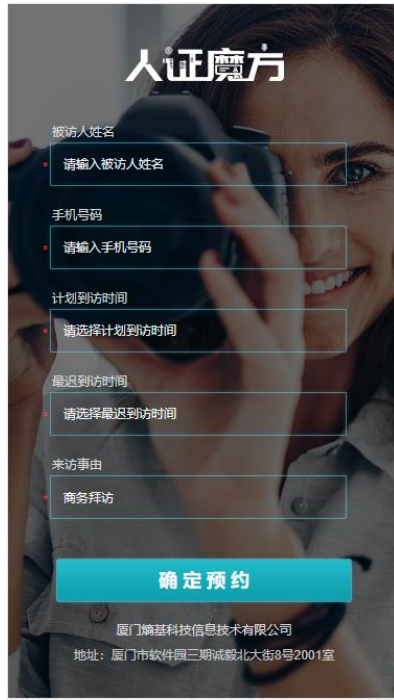 人证魔方
被访人姓名
* 请输入被访人姓名
手机号码
* 请输入手机号码
计划到访时间
* 请选择计划到访时间
最迟到访时间
* 请选择最迟到访时间
来访事由
* 商务拜访
确定预约
厦门熵基科技信息技术有限公司
地址：厦门市软件园三期诚毅北大街8号2001室